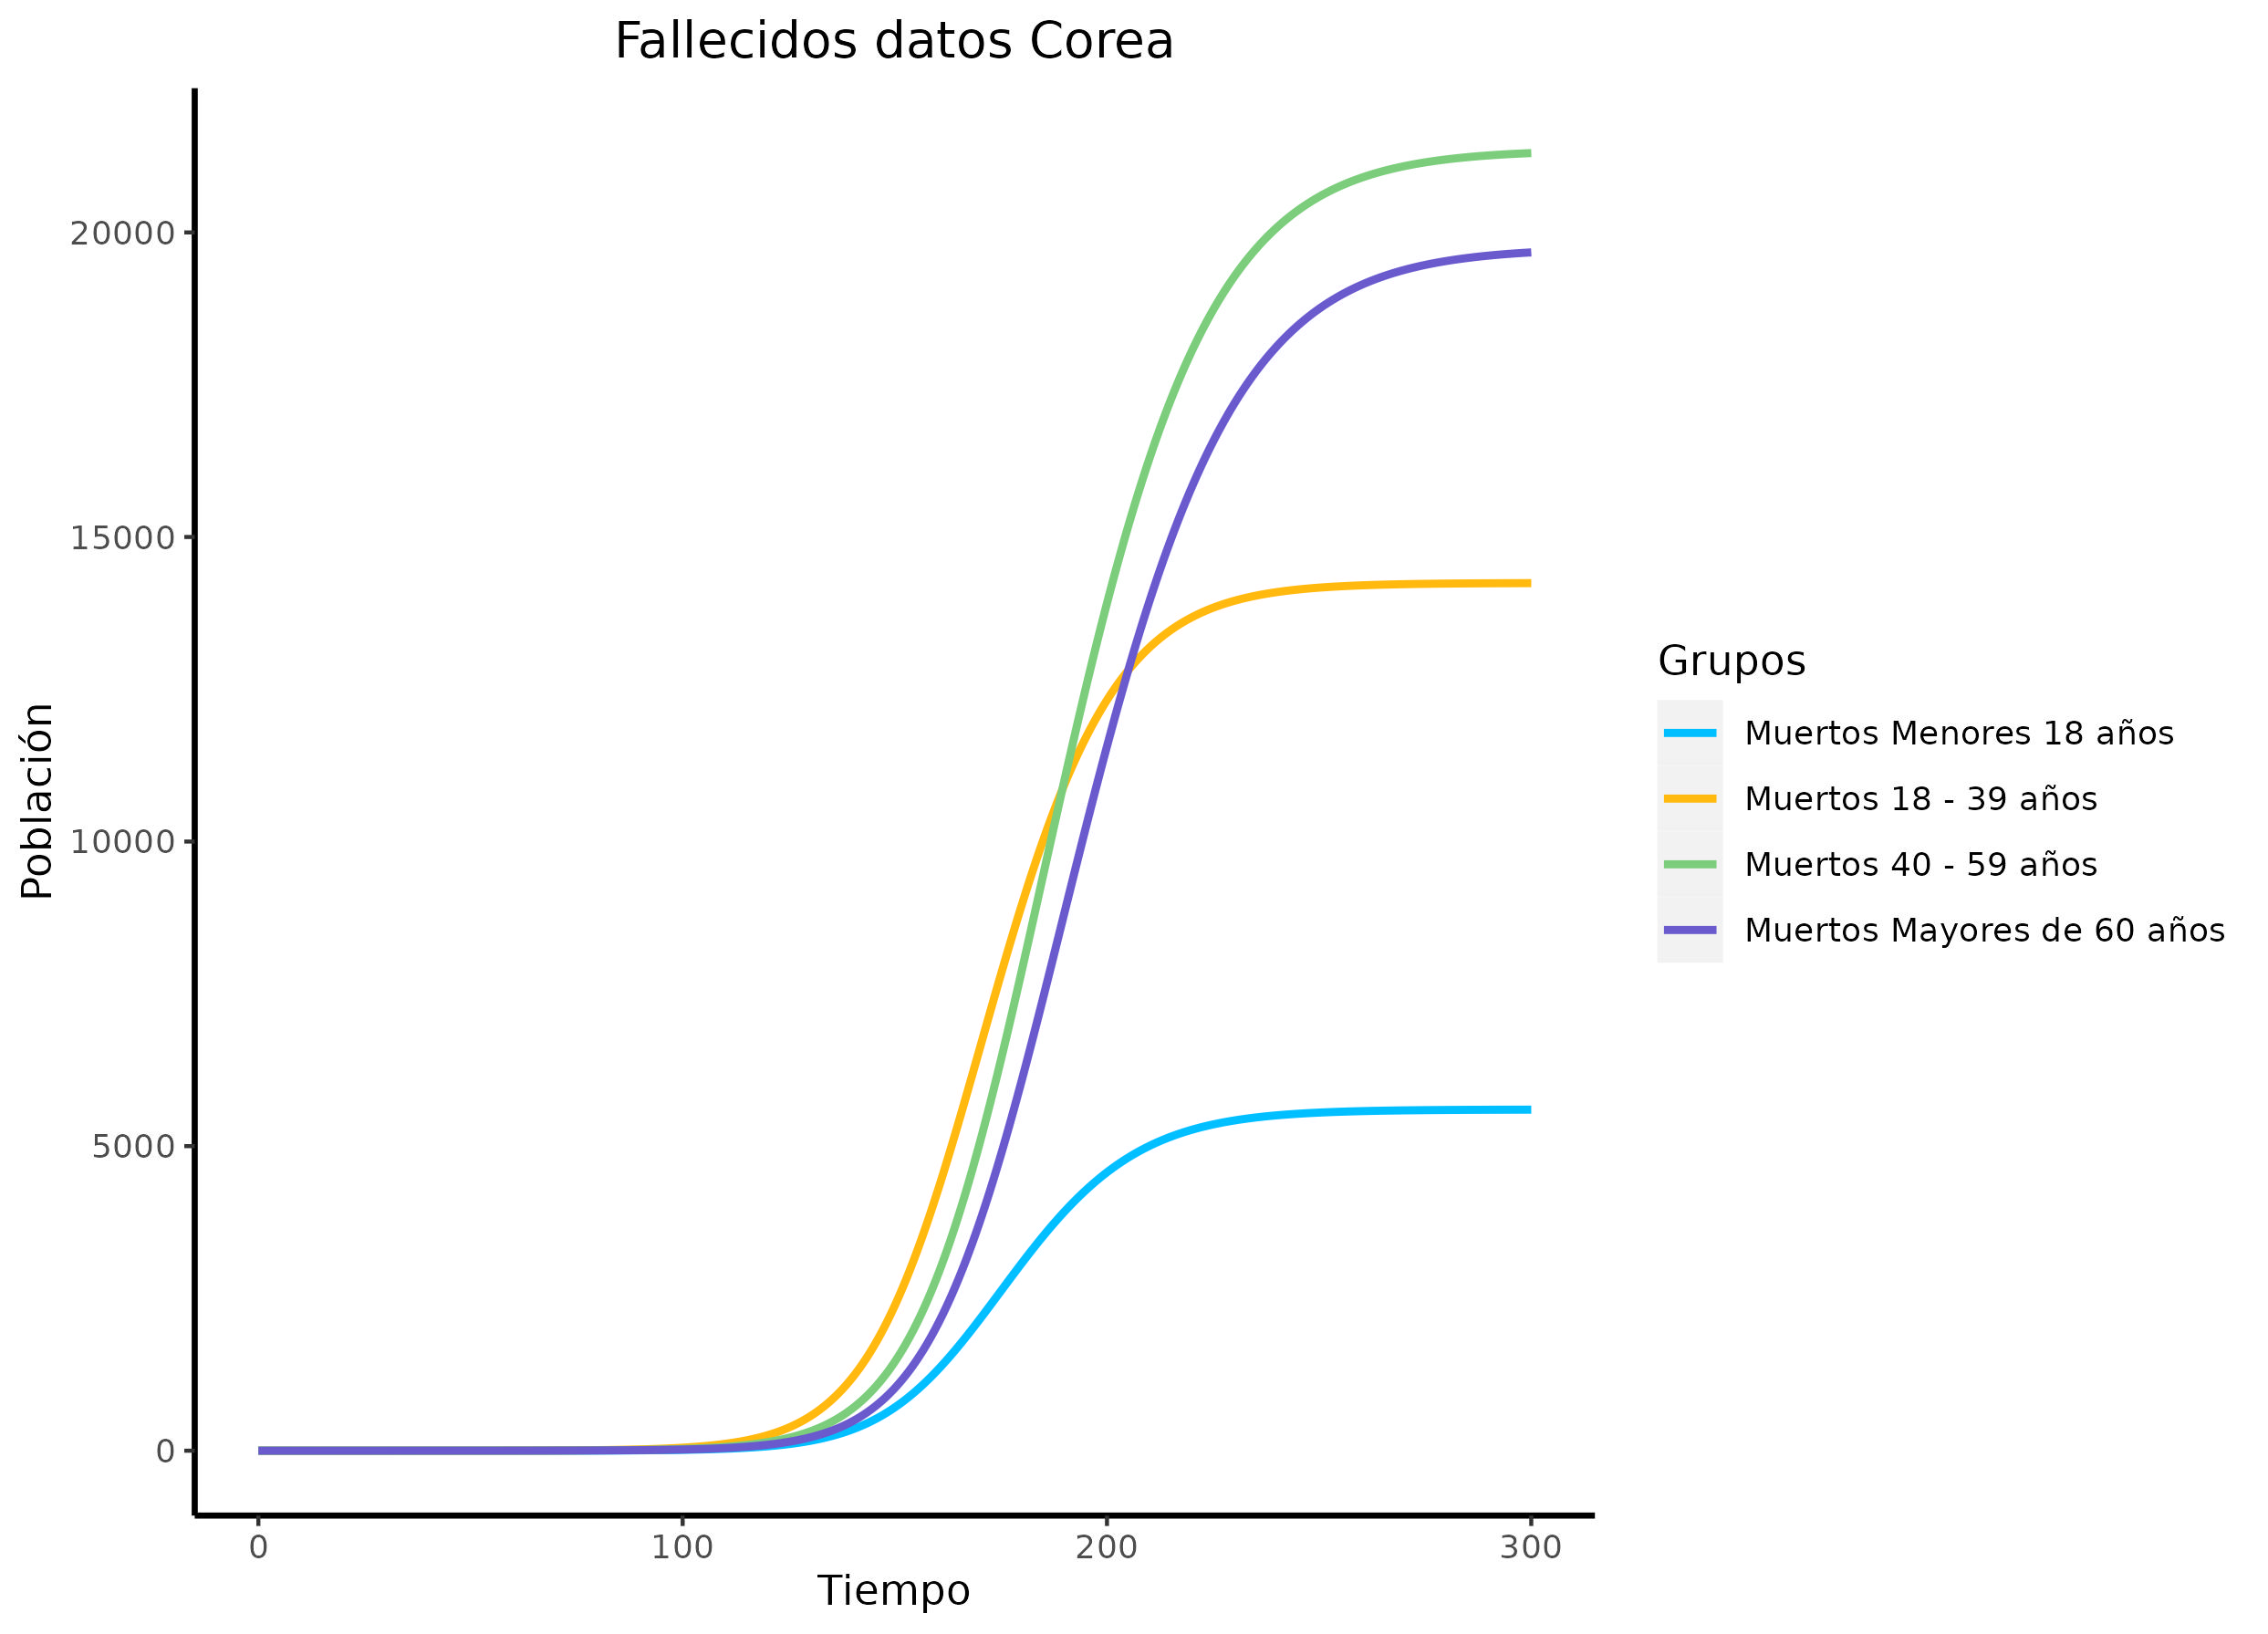 Fallecidos datos Corea
Población
20000
15000
10000
5000
0
0
100
200
300
Tiempo
Grupos
Muertos Menores 18 años
Muertos 18 - 39 años
Muertos 40 - 59 años
Muertos Mayores de 60 años